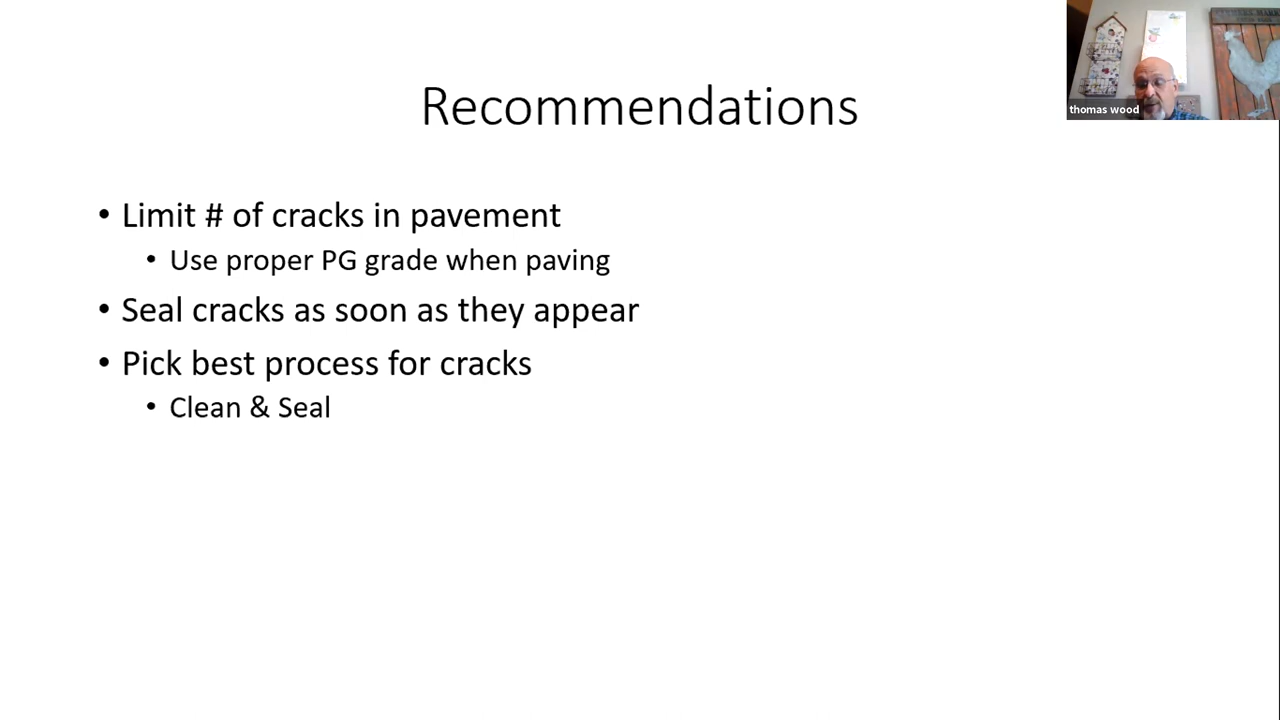 Recommendations
thomas wood
• Limit # of cracks in pavement
• Use proper PG grade when paving
• Seal cracks as soon as they appear
• Pick best process for cracks
• Clean & Seal